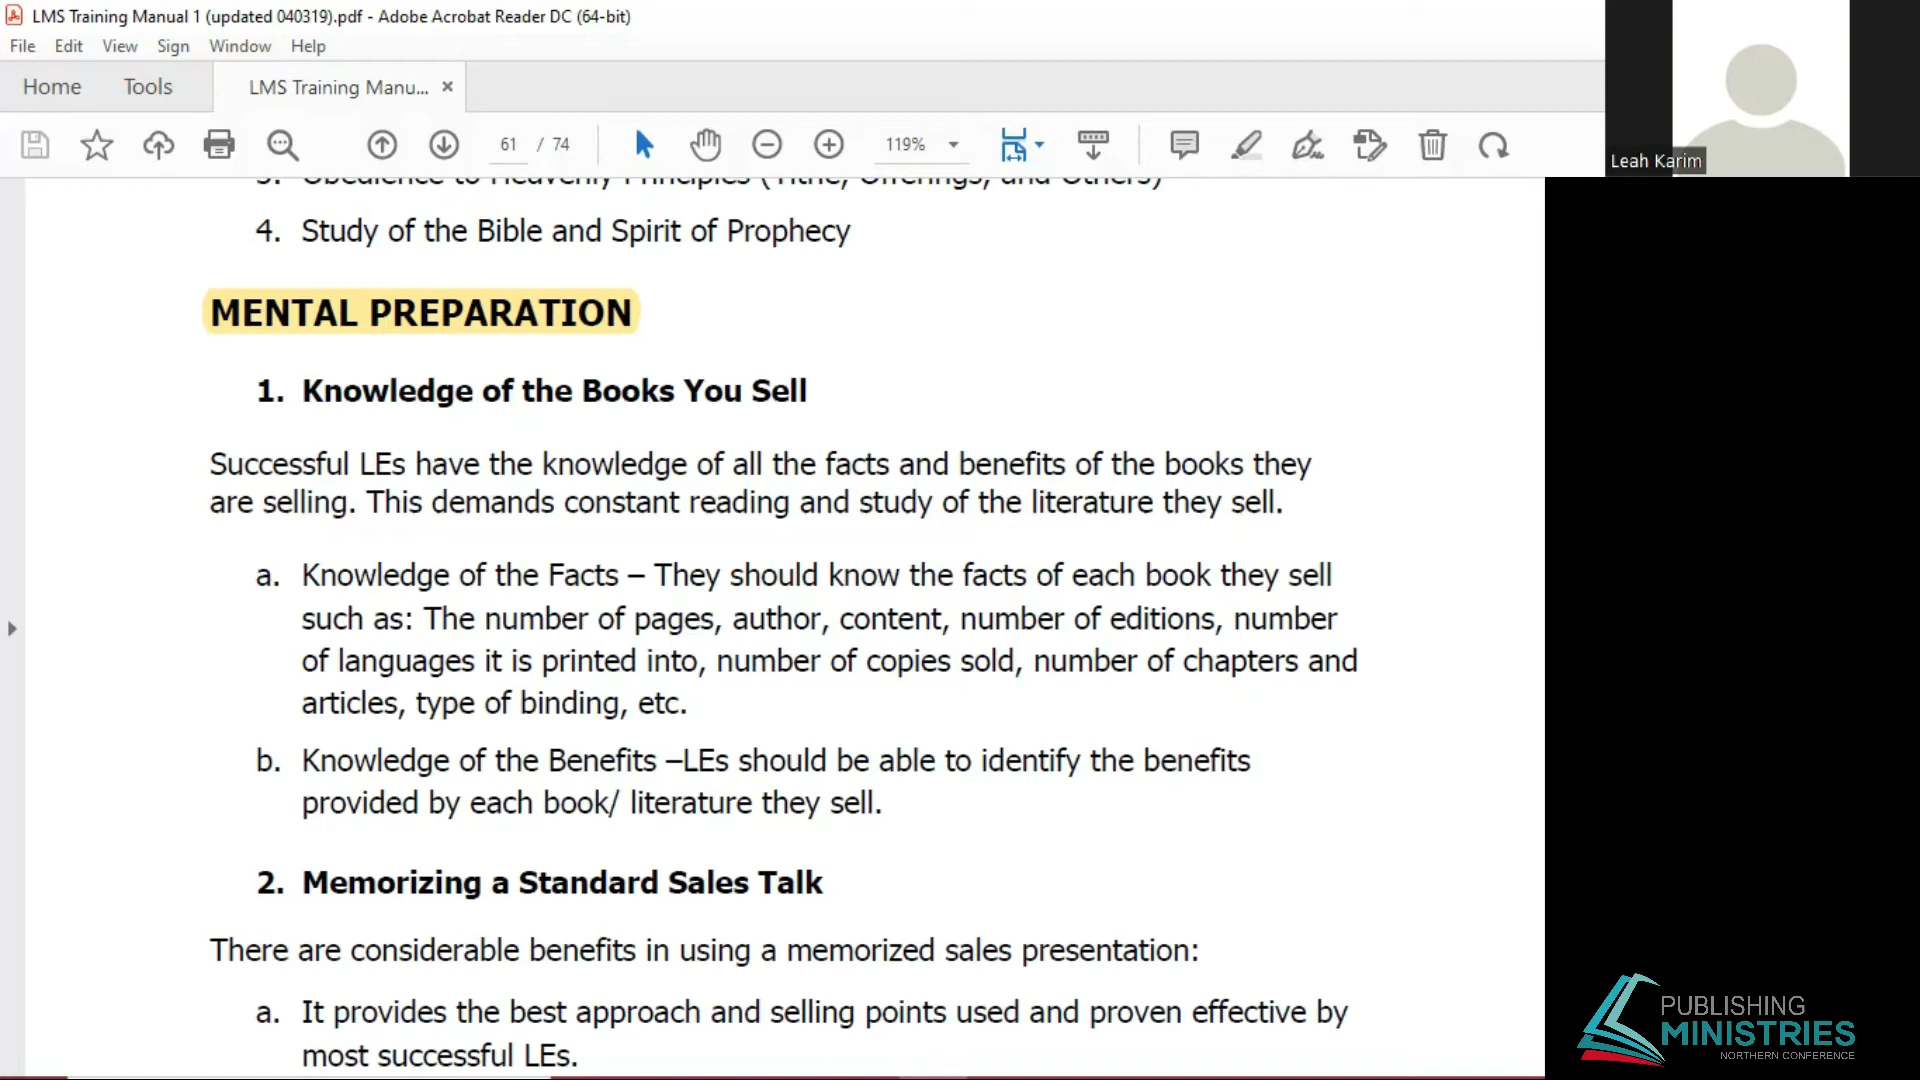 LMS Training Manual 1 (updated 040319).pdf - Adobe Acrobat Reader DC (64-bit)
File Edit View Sign Window Help
Home Tools LMS Training Manu... ×
61 / 74 119%
Leah Karim
3. Obedience to Heavenly Principles (Tithe, Offerings, and Others)
4. Study of the Bible and Spirit of Prophecy
MENTAL PREPARATION
1. Knowledge of the Books You Sell
Successful LEs have the knowledge of all the facts and benefits of the books they
are selling. This demands constant reading and study of the literature they sell.
a. Knowledge of the Facts – They should know the facts of each book they sell
such as: The number of pages, author, content, number of editions, number
of languages it is printed into, number of copies sold, number of chapters and
articles, type of binding, etc.
b. Knowledge of the Benefits –LEs should be able to identify the benefits
provided by each book/ literature they sell.
2. Memorizing a Standard Sales Talk
There are considerable benefits in using a memorized sales presentation:
a. It provides the best approach and selling points used and proven effective by
most successful LEs.
PUBLISHING
MINISTRIES
NORTHERN CONFERENCE